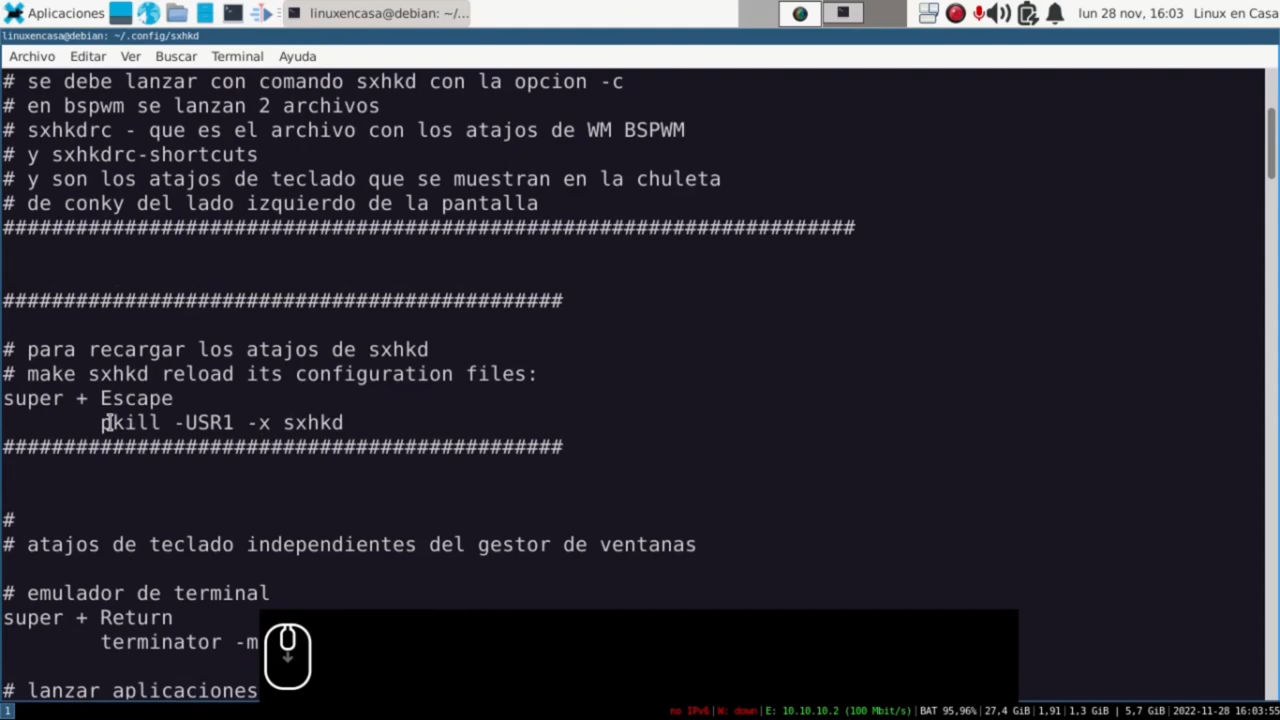 Aplicaciones linuxencasa@debian: ~/... lun 28 nov, 16:03 Linux en Casa
linuxencasa@debian: ~/.config/sxhkd
Archivo Editar Ver Buscar Terminal Ayuda
# se debe lanzar con comando sxhkd con la opcion -c
# en bspwm se lanzan 2 archivos
# sxhkdrc - que es el archivo con los atajos de WM BSPWM
# y sxhkdrc-shortcuts
# y son los atajos de teclado que se muestran en la chuleta
# de conky del lado izquierdo de la pantalla
######################################################################
##############################################
# para recargar los atajos de sxhkd
# make sxhkd reload its configuration files:
super + Escape
pkill -USR1 -x sxhkd
##############################################
#
# atajos de teclado independientes del gestor de ventanas
# emulador de terminal
super + Return
terminator -m
# lanzar aplicaciones
1 no IPv6|W: down|E: 10.10.10.2 (100 Mbit/s)|BAT 95,96%|27,4 GiB|1,91|1,3 GiB | 5,7 GiB|2022-11-28 16:03:55